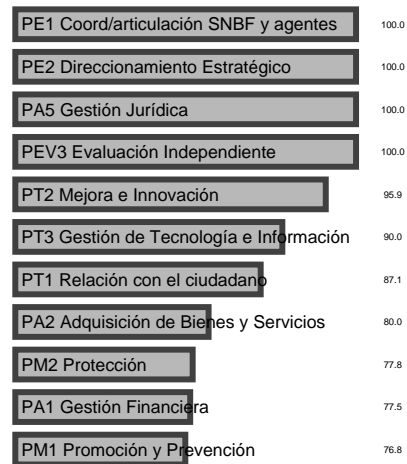 PE1 Coord/articulación SNBF y agentes 100.0
PE2 Direccionamiento Estratégico 100.0
PA5 Gestión Jurídica 100.0
PEV3 Evaluación Independiente 100.0
PT2 Mejora e Innovación 95.9
PT3 Gestión de Tecnología e Información 90.0
PT1 Relación con el ciudadano 87.1
PA2 Adquisición de Bienes y Servicios 80.0
PM2 Protección 77.8
PA1 Gestión Financiera 77.5
PM1 Promoción y Prevención 76.8